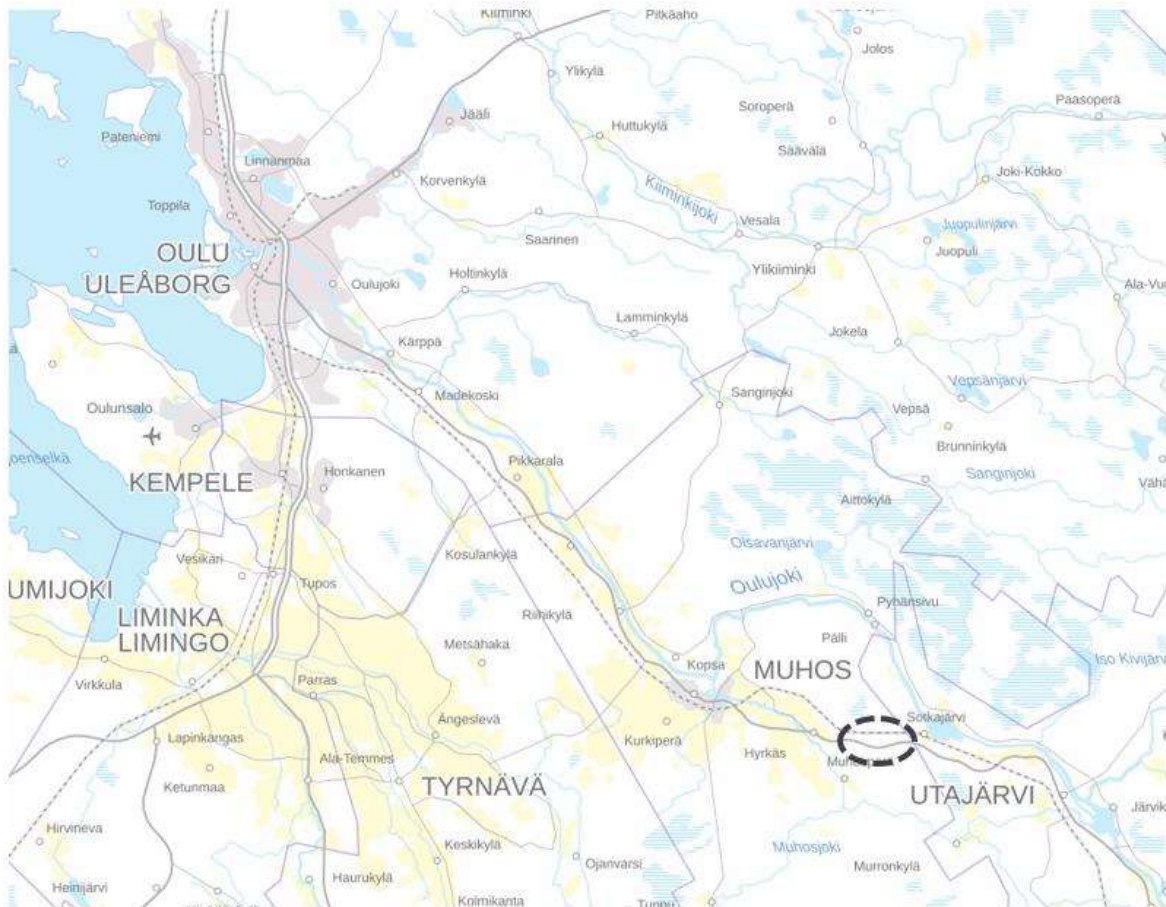 Kiiminki
Pitkäaho
Jolos
Ylikylä
Paasoperä
Soroperä
Jääli
Pateniemi
Huttukylä
Säävälä
Linnanmaa
Joki-Kokko
Korvenkylä
Kiiminkijoki
Toppila
Vesala
Juopulinjärvi
Saarinen
Juopuli
OULU
ULEÅBORG
Oulujoki
Holtinkylä
Ylikiiminki
Lamminkylä
Jokela
Kärppä
Vepsänjärvi
Madekoski
Sanginjoki
Oulunsalo
Vepsä
Brunninkylä
Pikkarala
Sanginjoki
KEMPELE
Honkanen
Aittokylä
Kosulankylä
Oisavanjärvi
Vesikari
Tupos
Oulujoki
UMIJOKI
Pyhänsivu
LIMINKA
LIMINGO
Riihikylä
Pälli
Metsähaka
Kopsa
MUHOS
Virkkula
Parras
Ängeslevä
Sotkajärvi
Lapinkangas
Kurkiperä
Hyrkäs
Ala-Temmes
Ketunmaa
TYRNÄVÄ
UTAJÄRVI
Hirvineva
Keskikylä
Muhosjoki
Ojanvarsi
Murronkylä
Heinijärvi
Haurukylä
Kolmikanta